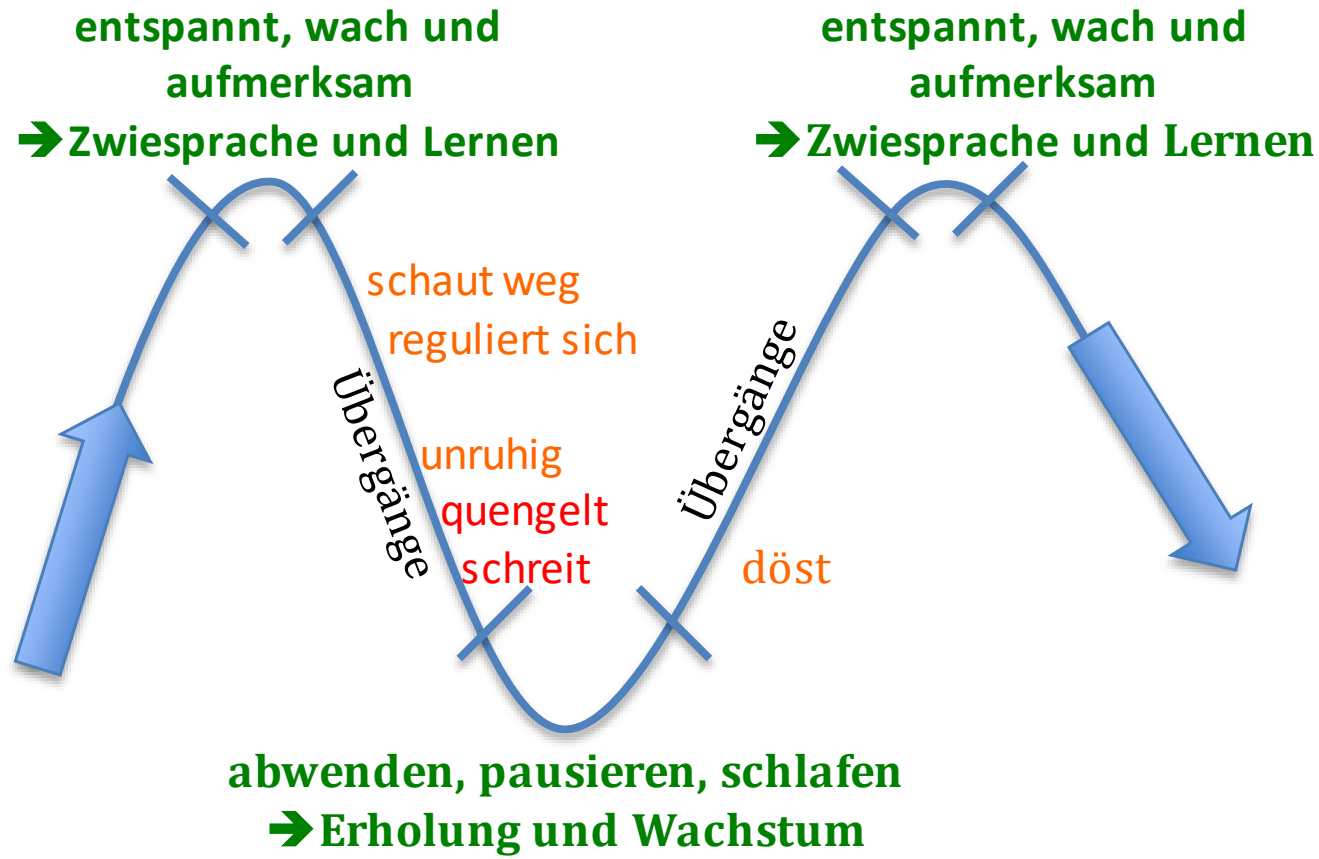 entspannt, wach und
aufmerksam
➔Zwiesprache und Lernen
entspannt, wach und
aufmerksam
➔Zwiesprache und Lernen
schaut weg
reguliert sich
Übergänge
unruhig
quengelt
schreit
Übergänge
döst
abwenden, pausieren, schlafen
➔Erholung und Wachstum